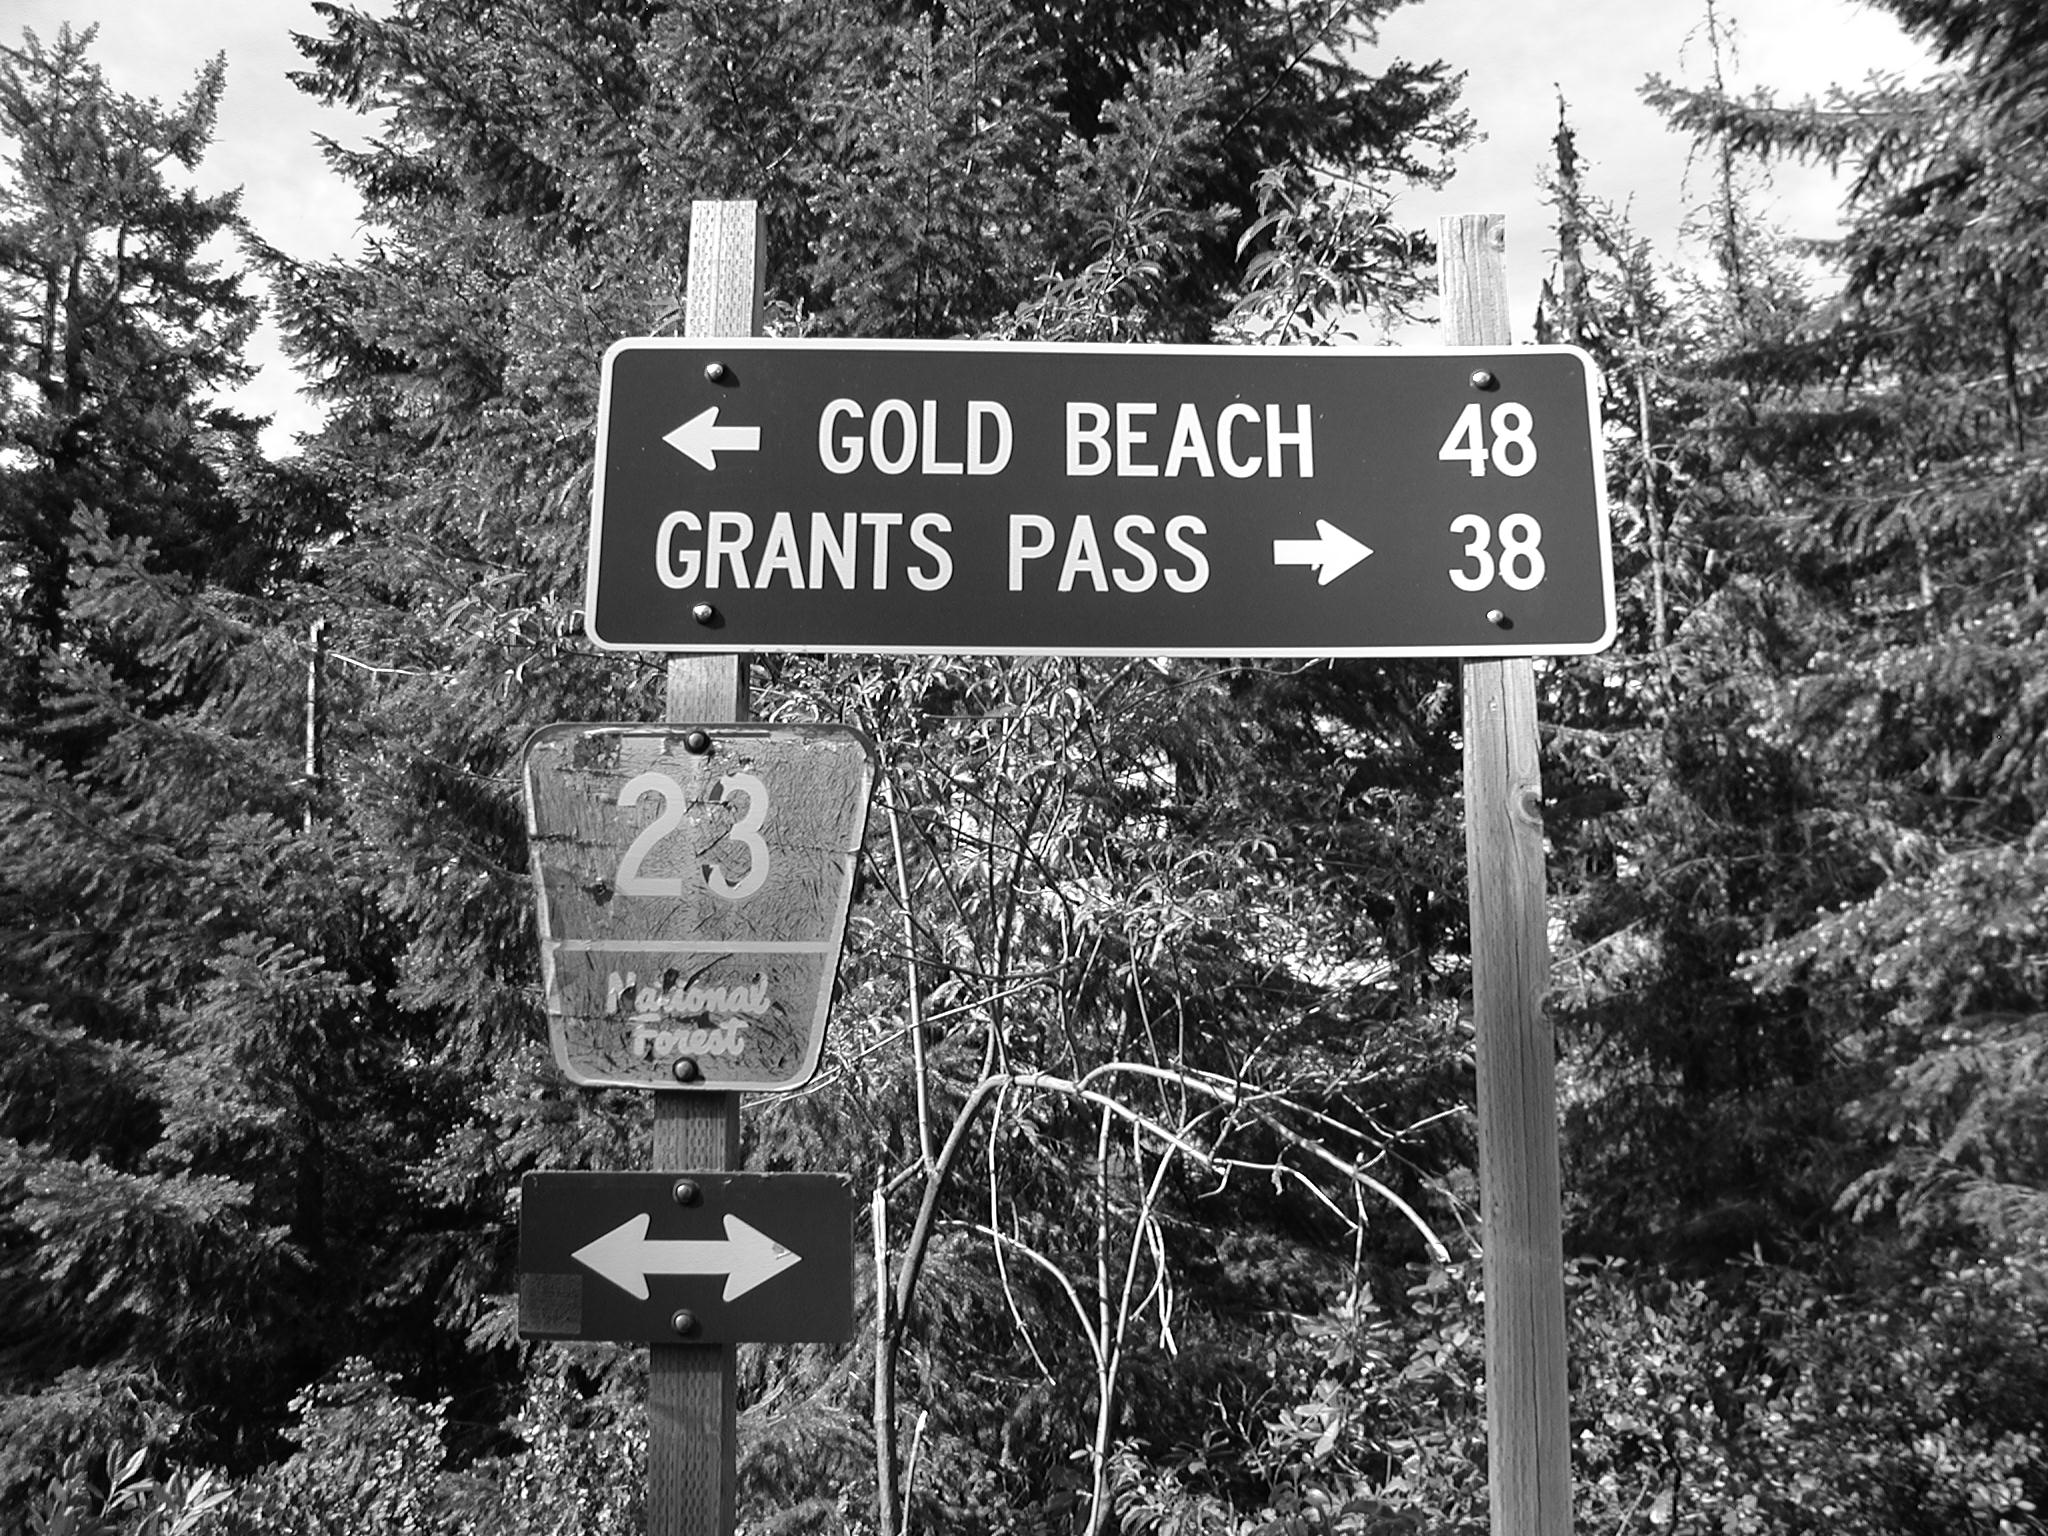 ← GOLD BEACH 48
GRANTS PASS → 38
23
National
Forest